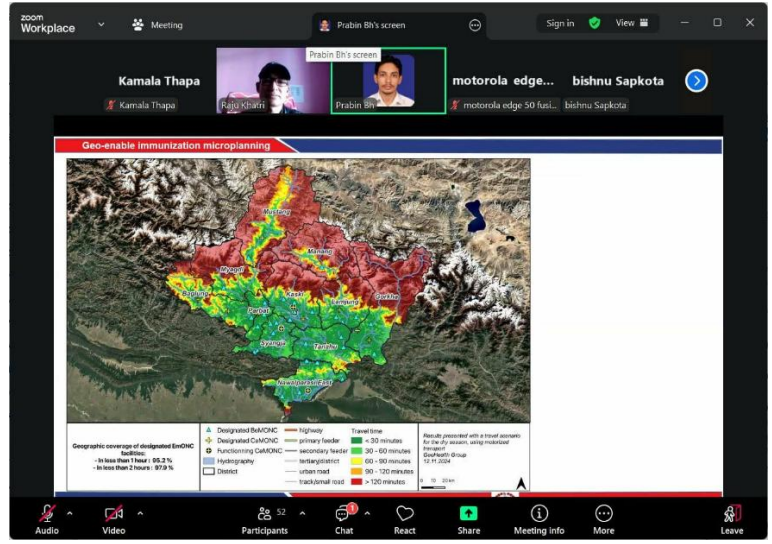 zoom
Workplace
Meeting
Prabin Bh's screen
Sign in
View
Prabin Bh's screen
Kamala Thapa
Kamala Thapa
Raju Khatri
Prabin Bh
motorola edge...
motorola edge 50 fusi...
bishnu Sapkota
bishnu Sapkota
Geo-enable immunization microplanning
Mustang
Manang
Myagdi
Gorkha
Baglung
Kaski
Lamjung
Parbat
Syangja
Tanahu
Nawalparasi East
Geographic coverage of designated EmONC
facilities:
- In less than 1 hour : 95.2 %
- In less than 2 hours : 97.9 %
Designated BeMONC
Designated CeMONC
Functionning CeMONC
Hydrography
District
highway
primary feeder
secondary feeder
tertiary/district
urban road
track/small road
Travel time
< 30 minutes
30 - 60 minutes
60 - 90 minutes
90 - 120 minutes
> 120 minutes
Results presented with a travel scenario
for the dry season, using motorized
transport
GeoHealth Group
12.11.2024
0 10 20 km
Audio
Video
52
Participants
1
Chat
React
Share
Meeting info
More
Leave